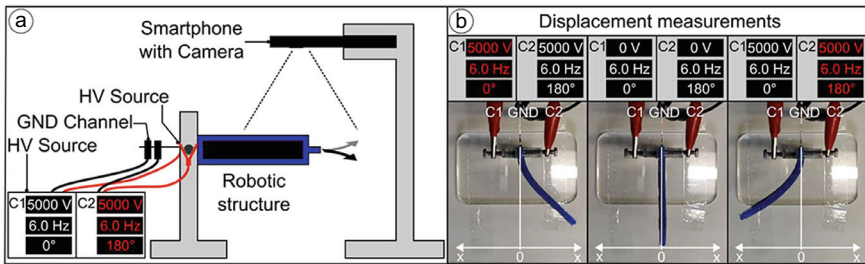 a
Smartphone
with Camera
HV Source
GND Channel
HV Source
C1 5000 V
6.0 Hz
0°
C2 5000 V
6.0 Hz
180°
Robotic
structure
b
Displacement measurements
C1 5000 V
6.0 Hz
0°
C2 5000 V
6.0 Hz
180°
C1 0 V
6.0 Hz
0°
C2 0 V
6.0 Hz
180°
C1 5000 V
6.0 Hz
0°
C2 5000 V
6.0 Hz
180°
C1 GND C2
C1 GND C2
C1 GND C2
x 0 x
x 0 x
x 0 x